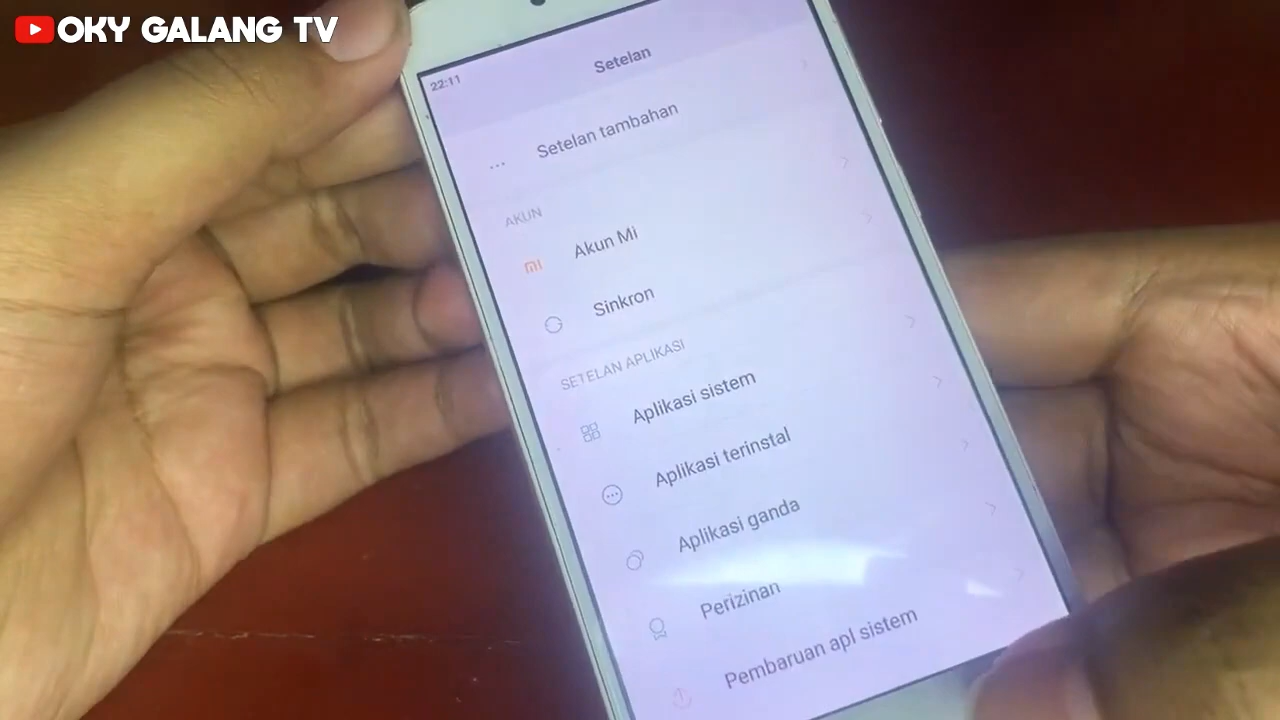 OKY GALANG TV
22:11
Setelan
Setelan tambahan
AKUN
Akun Mi
Sinkron
SETELAN APLIKASI
Aplikasi sistem
Aplikasi terinstal
Aplikasi ganda
Perizinan
Pembaruan apl sistem